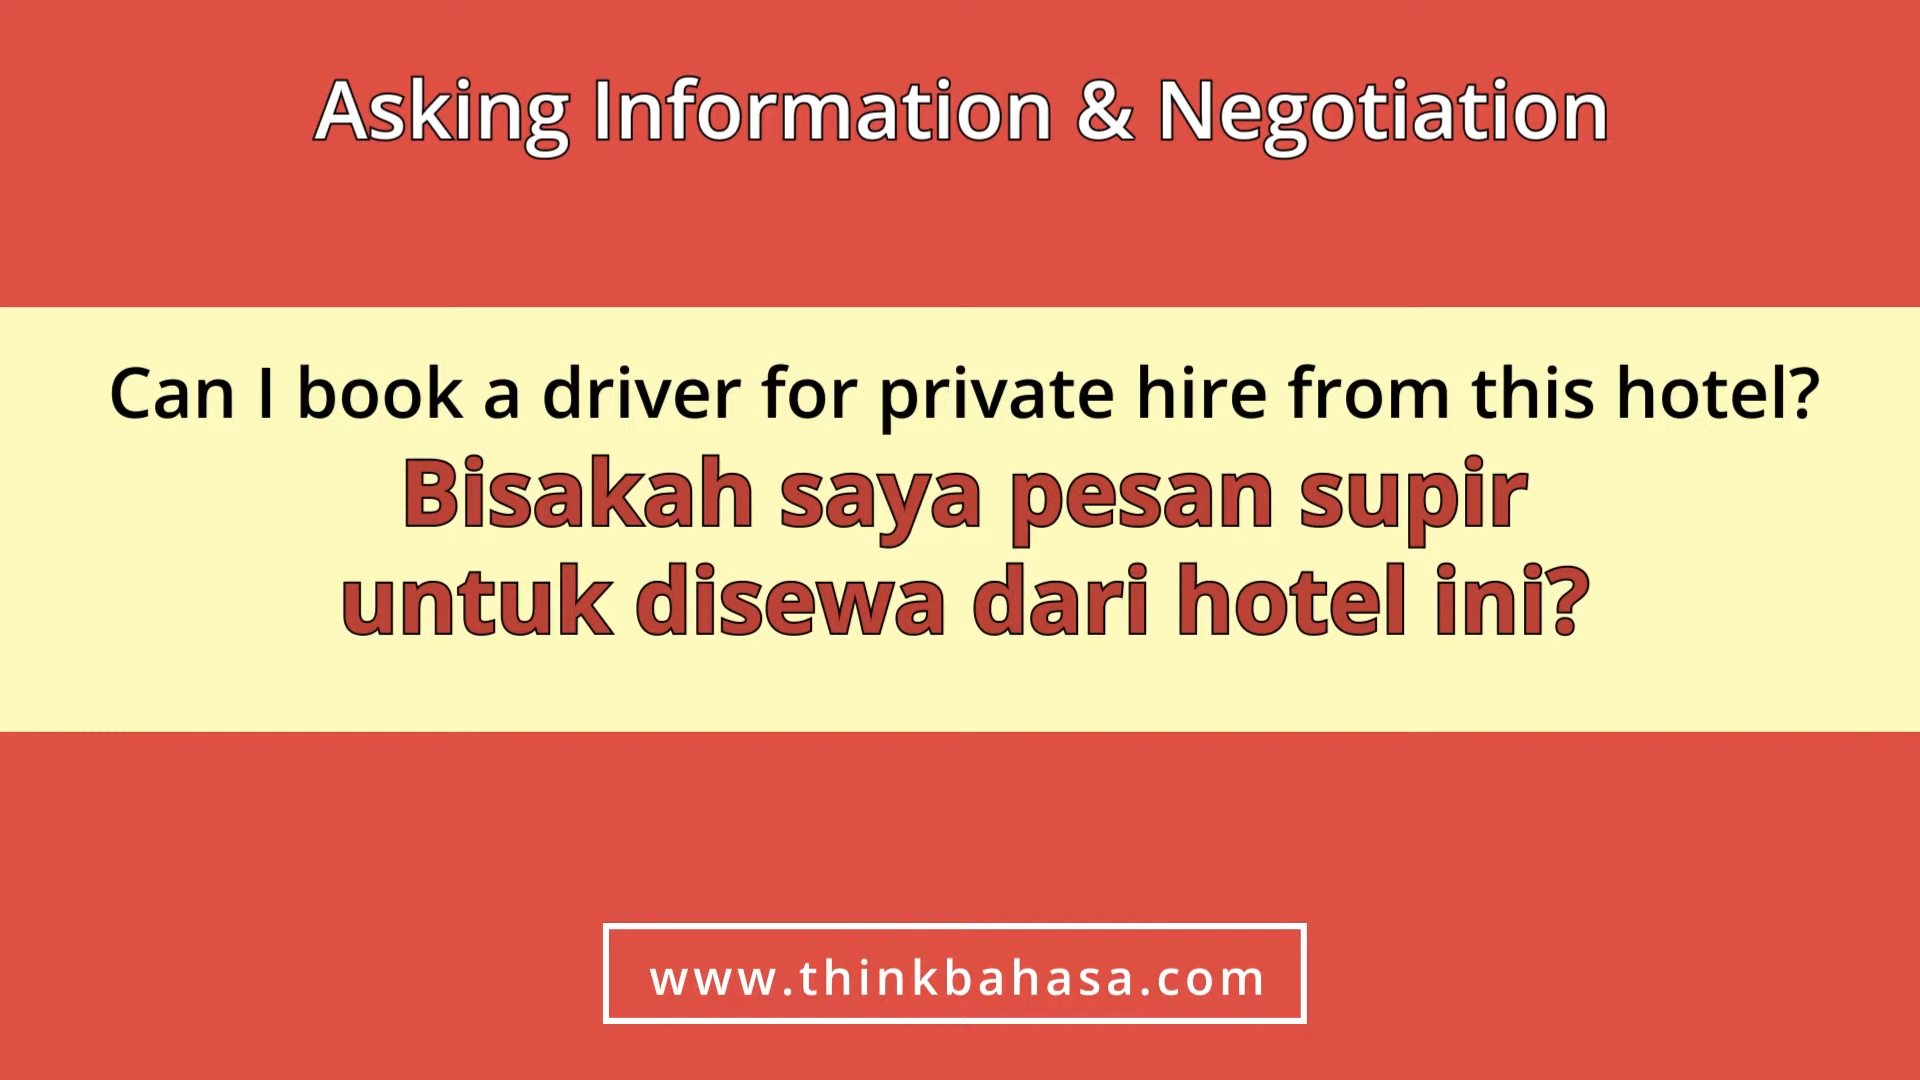 Asking Information & Negotiation
Can I book a driver for private hire from this hotel?
Bisakah saya pesan supir
untuk disewa dari hotel ini?
www.thinkbahasa.com